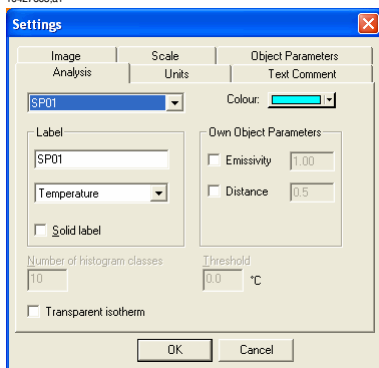 Settings
Image Scale Object Parameters
Analysis Units Text Comment
SP01 Colour:
Label Own Object Parameters
SP01 Emissivity 1.00
Temperature Distance 0.5
Solid label
Number of histogram classes Threshold
10 0.0 °C
Transparent isotherm
OK Cancel